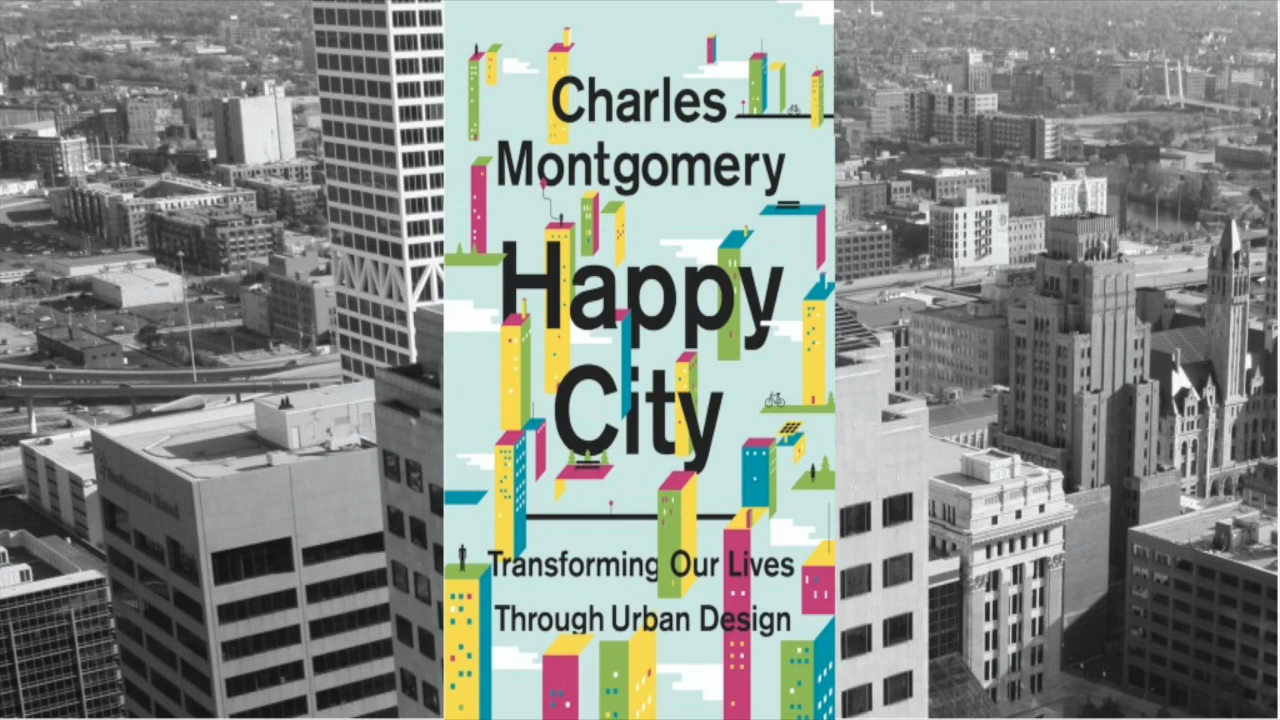 Charles
Montgomery
Happy
City
Transforming Our Lives
Through Urban Design